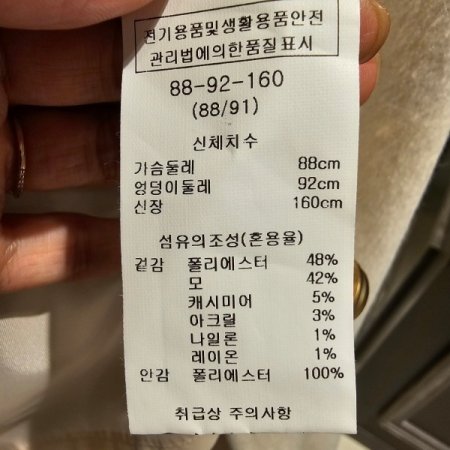 전기용품및생활용품안전
관리법에의한품질표시
88-92-160
(88/91)
신체치수
가슴둘레 88cm
엉덩이둘레 92cm
신장 160cm
섬유의조성(혼용율)
겉감 폴리에스터 48%
모 42%
캐시미어 5%
아크릴 3%
나일론 1%
레이온 1%
안감 폴리에스터 100%
취급상 주의사항